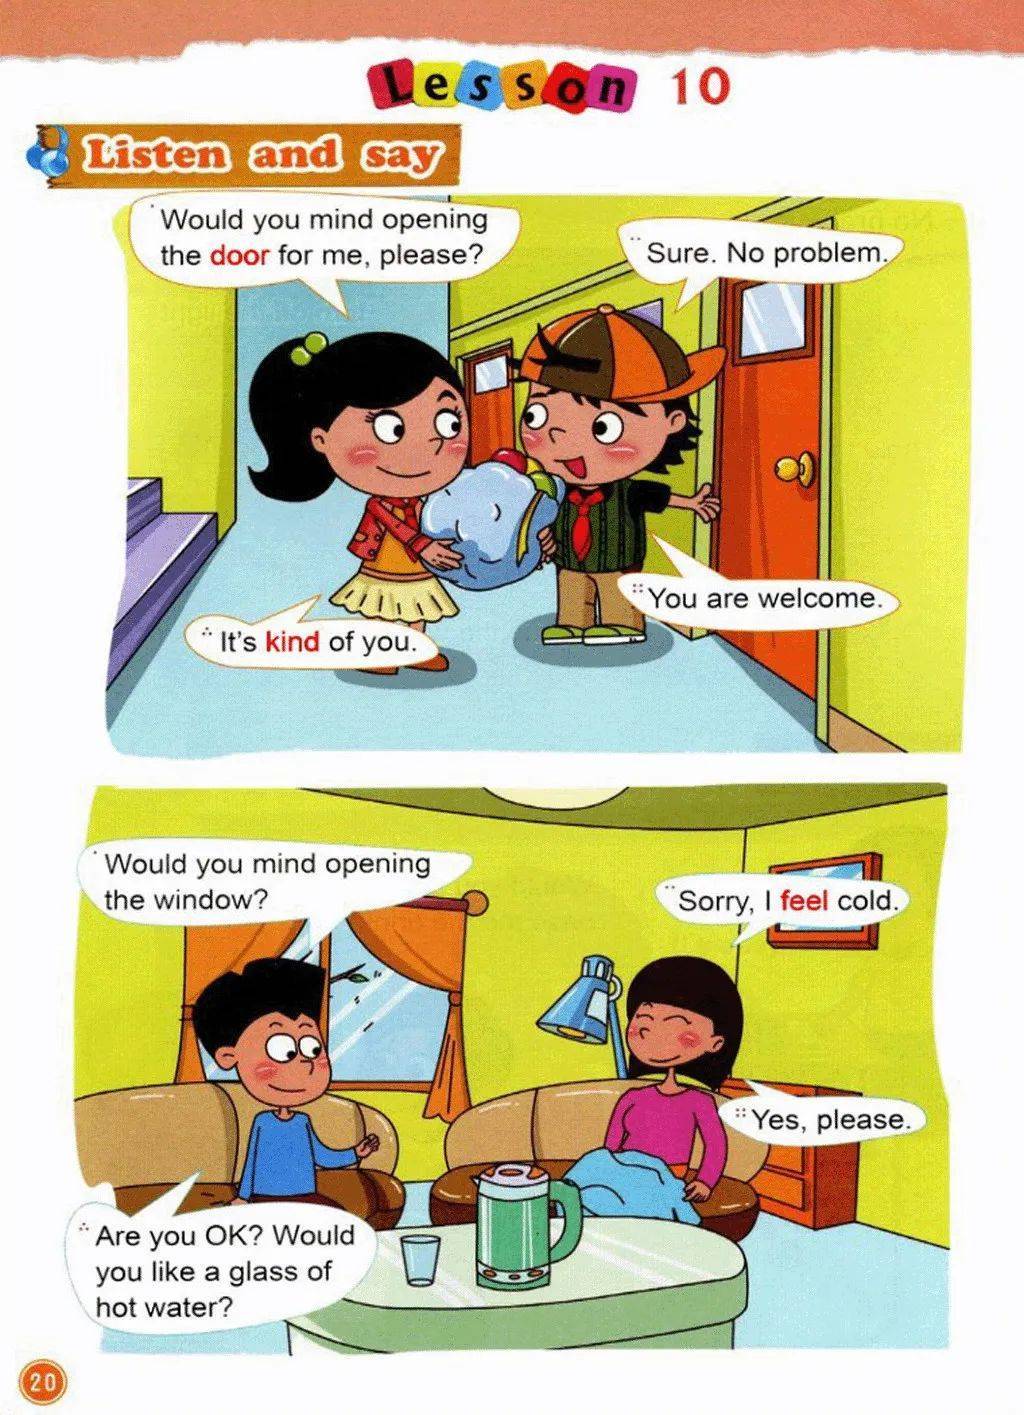 Lesson 10
Listen and say
Would you mind opening
the door for me, please?
Sure. No problem.
It's kind of you.
You are welcome.
Would you mind opening
the window?
Sorry, I feel cold.
Are you OK? Would
you like a glass of
hot water?
Yes, please.
20